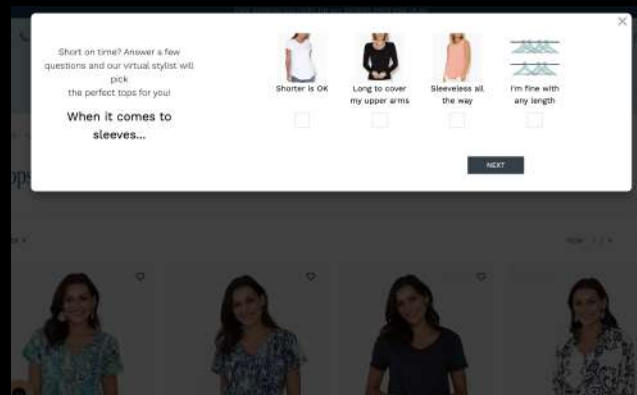 Short on time? Answer a few
questions and our virtual stylist will
pick
the perfect tops for you!
When it comes to
sleeves...
Shorter is OK
Long to cover
my upper arms
Sleeveless all
the way
I'm fine with
any length
NEXT